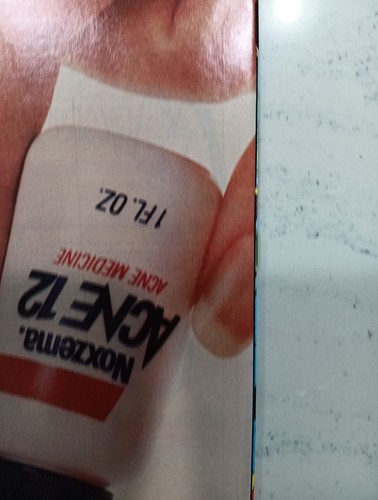 Noxzema.
ACNE 12
ACNE MEDICINE
1 FL. OZ.